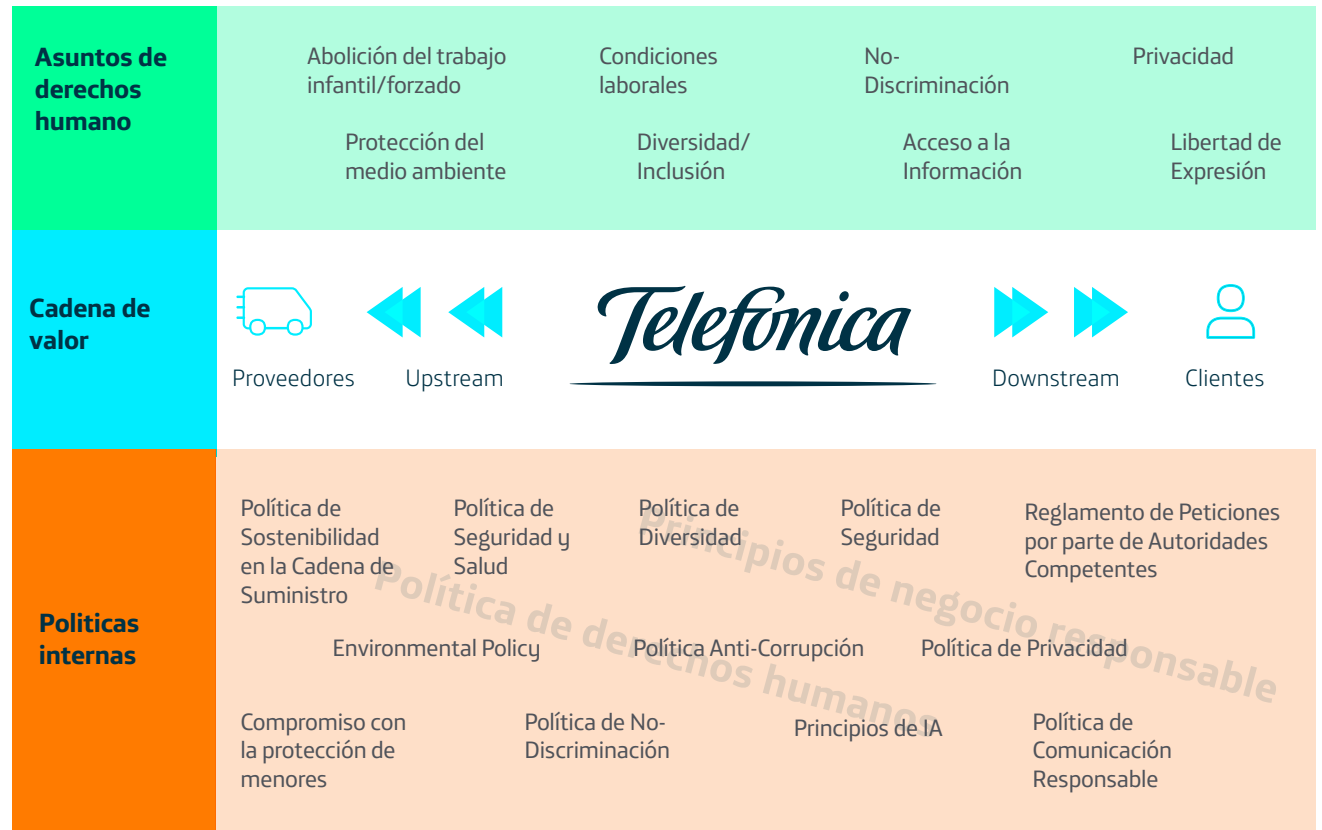 Asuntos de
derechos
humano
Abolición del trabajo
infantil/forzado
Condiciones
laborales
No-
Discriminación
Privacidad
Protección del
medio ambiente
Diversidad/
Inclusión
Acceso a la
Información
Libertad de
Expresión
Cadena de
valor
Proveedores
Upstream
Telefónica
Downstream
Clientes
Politicas
internas
Política de
Sostenibilidad
en la Cadena de
Suministro
Política de
Seguridad y
Salud
Política de
Diversidad
Política de
Seguridad
Reglamento de Peticiones
por parte de Autoridades
Competentes
Principios de negocio responsable
Política de derechos humanos
Environmental Policy
Política Anti-Corrupción
Política de Privacidad
Compromiso con
la protección de
menores
Política de No-
Discriminación
Principios de IA
Política de
Comunicación
Responsable